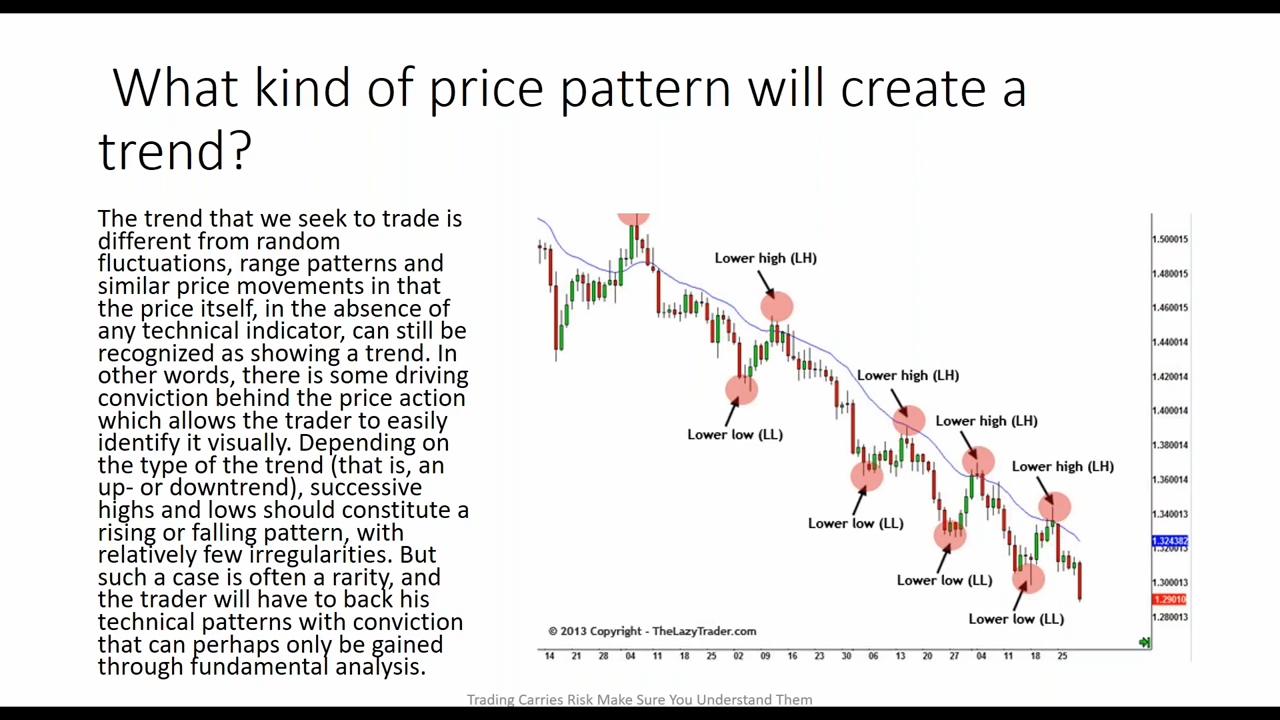 What kind of price pattern will create a
trend?
The trend that we seek to trade is
different from random
fluctuations, range patterns and
similar price movements in that
the price itself, in the absence of
any technical indicator, can still be
recognized as showing a trend. In
other words, there is some driving
conviction behind the price action
which allows the trader to easily
identify it visually. Depending on
the type of the trend (that is, an
up- or downtrend), successive
highs and lows should constitute a
rising or falling pattern, with
relatively few irregularities. But
such a case is often a rarity, and
the trader will have to back his
technical patterns with conviction
that can perhaps only be gained
through fundamental analysis.
Lower high (LH)
Lower low (LL)
Lower high (LH)
Lower low (LL)
Lower high (LH)
Lower low (LL)
Lower high (LH)
Lower low (LL)
1.500015
1.480015
1.460015
1.440014
1.420014
1.400014
1.380014
1.360014
1.340013
1.324382
1.320013
1.300013
1.29010
1.280013
© 2013 Copyright - TheLazyTrader.com
14 21 28 04 11 18 25 02 09 16 23 30 06 13 20 27 04 11 18 25
Trading Carries Risk Make Sure You Understand Them